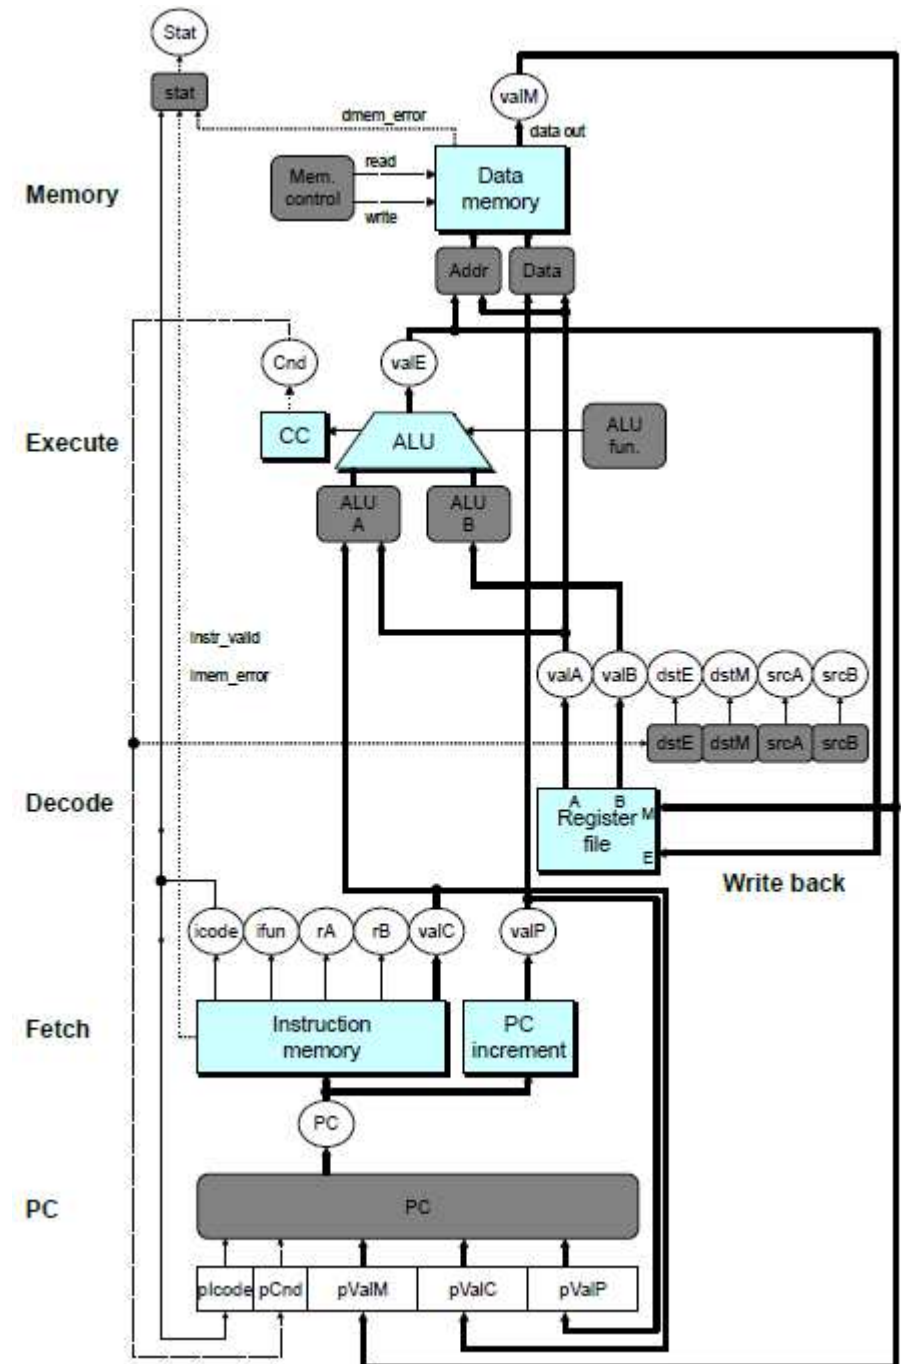 Stat
stat
valM
dmem_error
data out
read
Mem.
control
Data
memory
Memory
write
Addr
Data
Cnd
valE
CC
ALU
ALU
fun.
Execute
ALU
A
ALU
B
Instr_valid
Imem_error
valA
valB
dstE
dstM
srcA
srcB
dstE
dstM
srcA
srcB
Decode
A
B
M
Register
file
E
Write back
icode
ifun
rA
rB
valC
valP
Fetch
Instruction
memory
PC
increment
PC
PC
PC
pIcode
pCnd
pValM
pValC
pValP